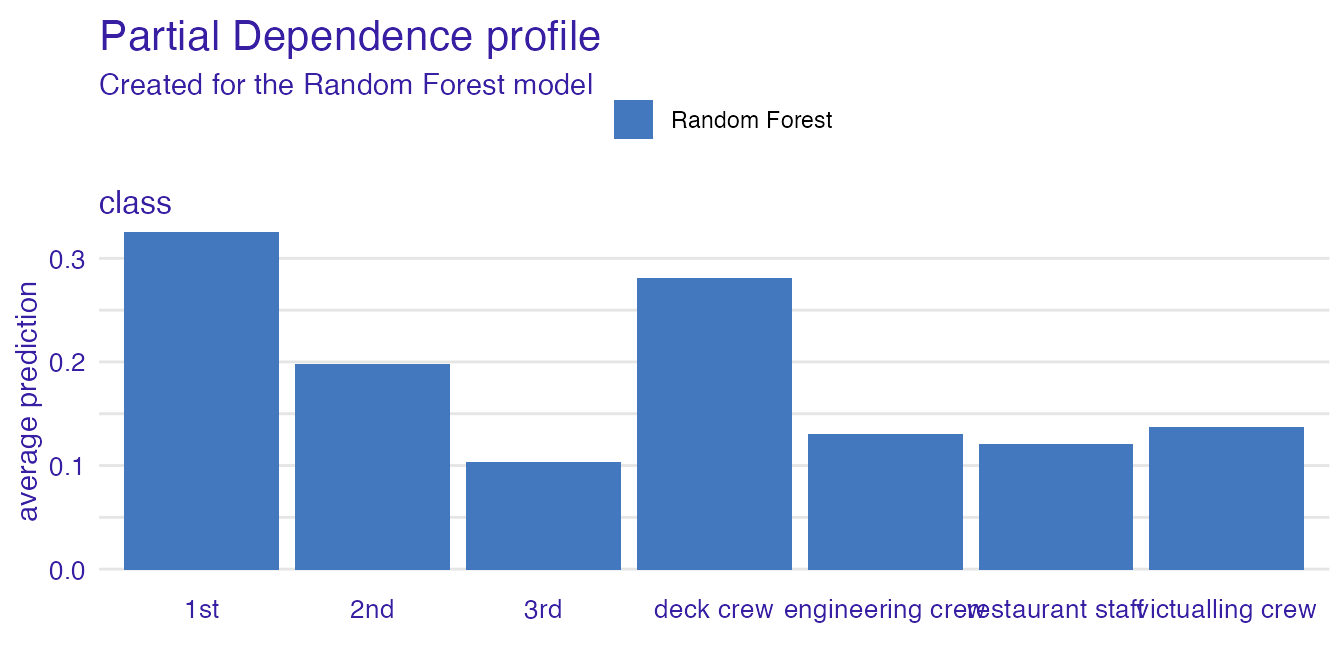 Partial Dependence profile
Created for the Random Forest model
Random Forest
class
average prediction
0.3
0.2
0.1
0.0
1st 2nd 3rd deck crew engineering crew restaurant staff victualling crew